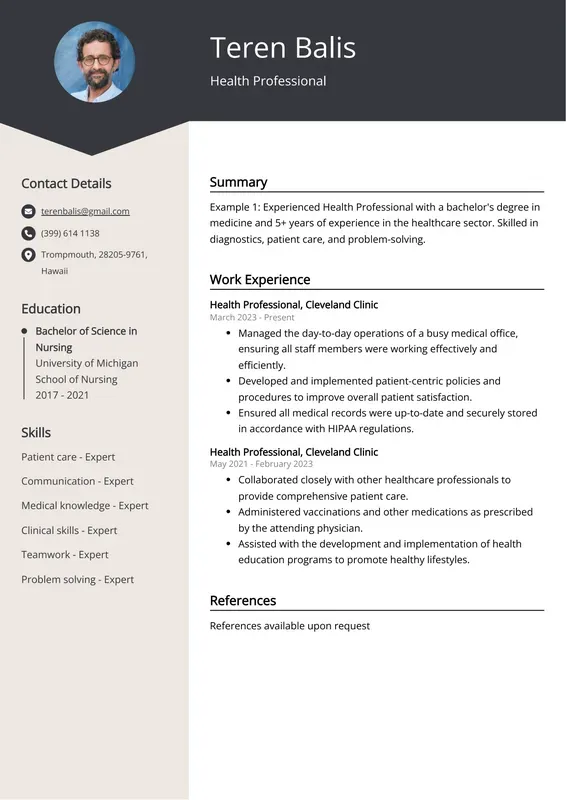 Teren Balis
Health Professional
Contact Details
terenbalis@gmail.com
(399) 614 1138
Trompmouth, 28205-9761,
Hawaii
Education
Bachelor of Science in
Nursing
University of Michigan
School of Nursing
2017 - 2021
Skills
Patient care - Expert
Communication - Expert
Medical knowledge - Expert
Clinical skills - Expert
Teamwork - Expert
Problem solving - Expert
Summary
Example 1: Experienced Health Professional with a bachelor's degree in
medicine and 5+ years of experience in the healthcare sector. Skilled in
diagnostics, patient care, and problem-solving.
Work Experience
Health Professional, Cleveland Clinic
March 2023 - Present
• Managed the day-to-day operations of a busy medical office,
ensuring all staff members were working effectively and
efficiently.
• Developed and implemented patient-centric policies and
procedures to improve overall patient satisfaction.
• Ensured all medical records were up-to-date and securely stored
in accordance with HIPAA regulations.
Health Professional, Cleveland Clinic
May 2021 - February 2023
• Collaborated closely with other healthcare professionals to
provide comprehensive patient care.
• Administered vaccinations and other medications as prescribed
by the attending physician.
• Assisted with the development and implementation of health
education programs to promote healthy lifestyles.
References
References available upon request